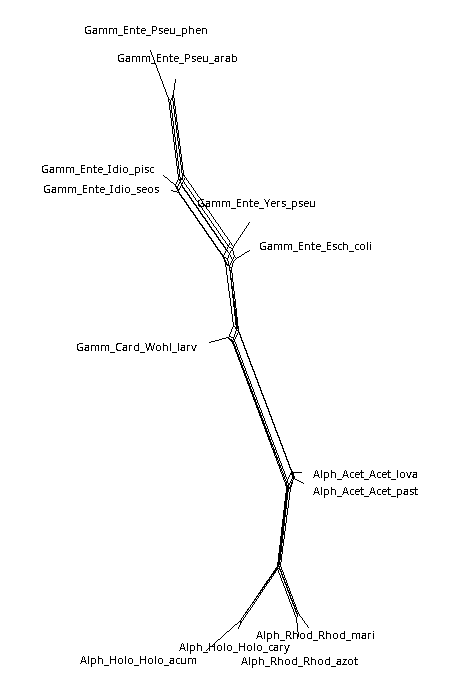 Gamm_Ente_Pseu_phen
Gamm_Ente_Pseu_arab
Gamm_Ente_Idio_pisc
Gamm_Ente_Idio_seos
Gamm_Ente_Yers_pseu
Gamm_Ente_Esch_coli
Gamm_Card_Wohl_larv
Alph_Acet_Acet_lova
Alph_Acet_Acet_past
Alph_Rhod_Rhod_mari
Alph_Holo_Holo_cary
Alph_Holo_Holo_acum
Alph_Rhod_Rhod_azot